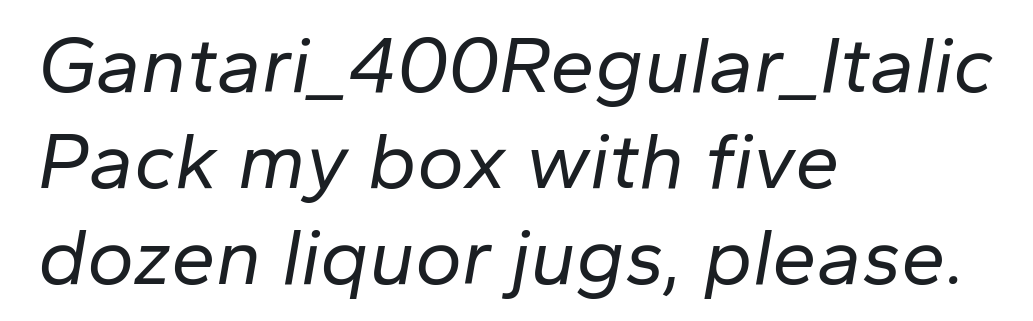 Gantari_400Regular_Italic
Pack my box with five
dozen liquor jugs, please.